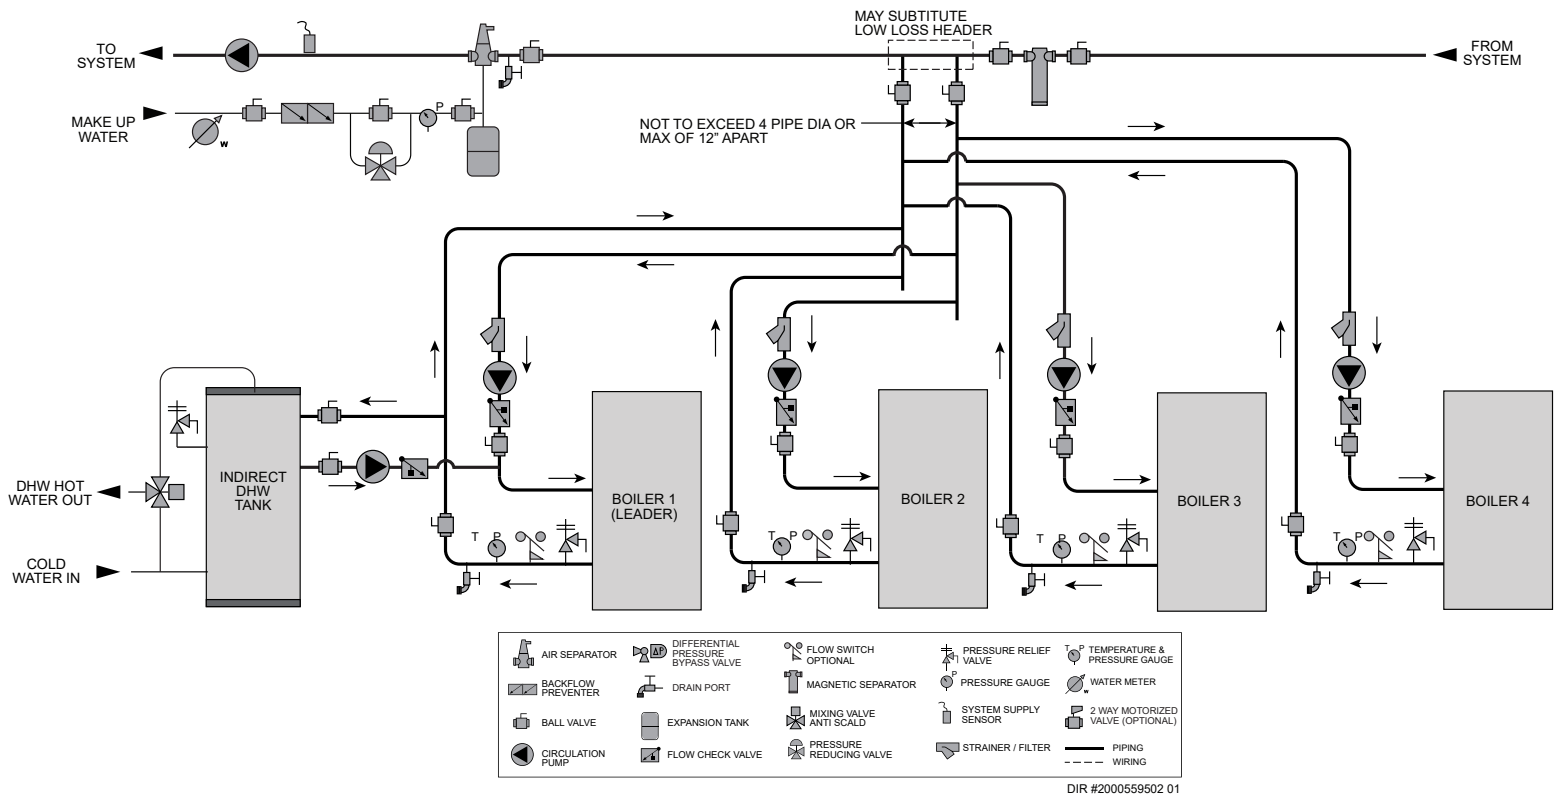 MAY SUBTITUTE
LOW LOSS HEADER
TO
SYSTEM
FROM
SYSTEM
MAKE UP
WATER
W
P
NOT TO EXCEED 4 PIPE DIA OR
MAX OF 12" APART
INDIRECT
DHW
TANK
DHW HOT
WATER OUT
COLD
WATER IN
BOILER 1
(LEADER)
BOILER 2
BOILER 3
BOILER 4
T P
T P
T P
T P
AIR SEPARATOR
DIFFERENTIAL
PRESSURE
BYPASS VALVE
ΔP
FLOW SWITCH
OPTIONAL
PRESSURE RELIEF
VALVE
T P
TEMPERATURE &
PRESSURE GAUGE
BACKFLOW
PREVENTER
DRAIN PORT
MAGNETIC SEPARATOR
P
PRESSURE GAUGE
W
WATER METER
BALL VALVE
EXPANSION TANK
MIXING VALVE
ANTI SCALD
SYSTEM SUPPLY
SENSOR
2 WAY MOTORIZED
VALVE (OPTIONAL)
CIRCULATION
PUMP
FLOW CHECK VALVE
PRESSURE
REDUCING VALVE
STRAINER / FILTER
PIPING
WIRING
DIR #2000559502 01